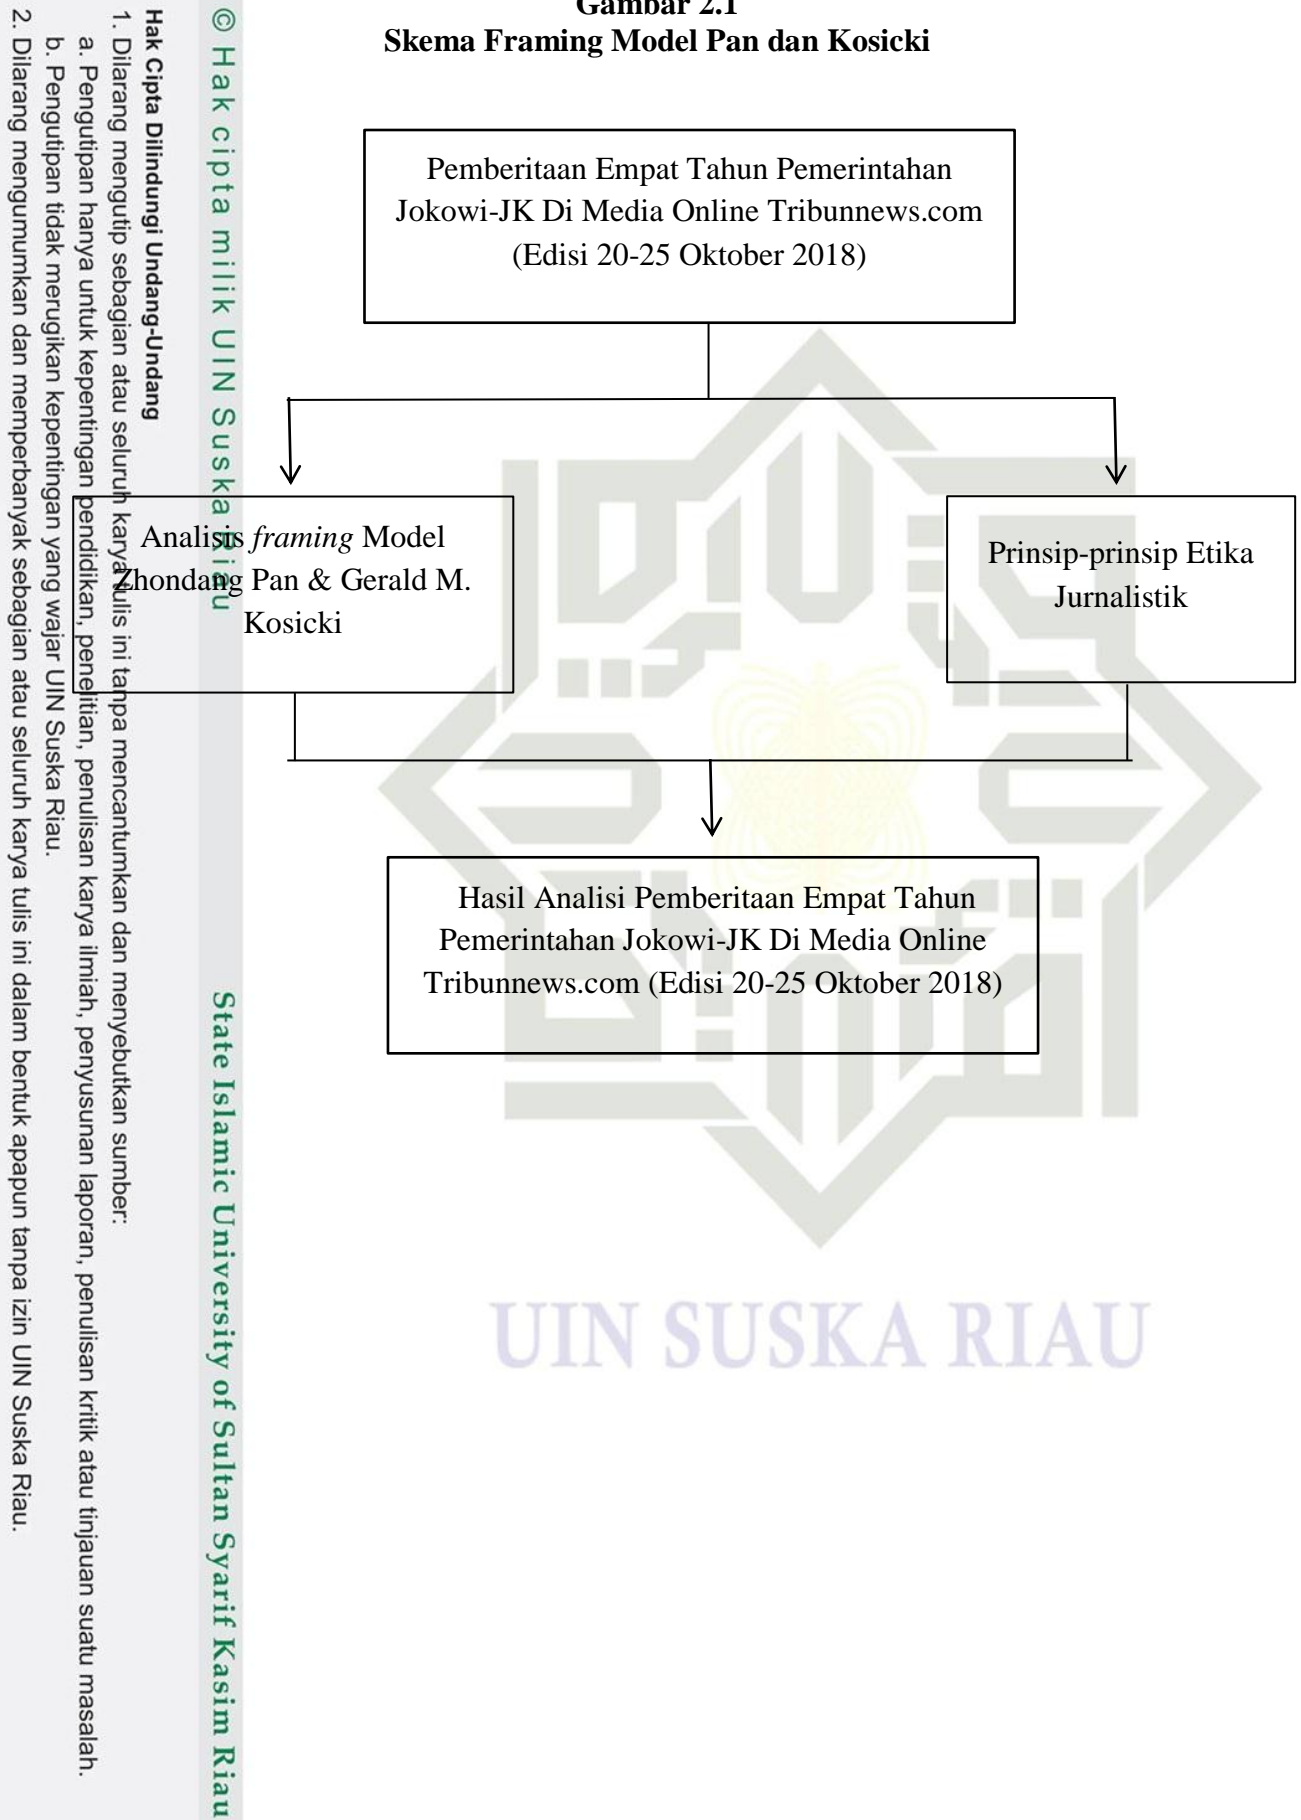 Gambar 2.1
Skema Framing Model Pan dan Kosicki
Pemberitaan Empat Tahun Pemerintahan
Jokowi-JK Di Media Online Tribunnews.com
(Edisi 20-25 Oktober 2018)
Analisis framing Model
Zhondang Pan & Gerald M.
Kosicki
Prinsip-prinsip Etika
Jurnalistik
Hasil Analisi Pemberitaan Empat Tahun
Pemerintahan Jokowi-JK Di Media Online
Tribunnews.com (Edisi 20-25 Oktober 2018)
UIN SUSKA RIAU
© Hak cipta milik UIN Suska Riau
State Islamic University of Sultan Syarif Kasim Riau
Hak Cipta Dilindungi Undang-Undang
1. Dilarang mengutip sebagian atau seluruh karya tulis ini tanpa mencantumkan dan menyebutkan sumber:
a. Pengutipan hanya untuk kepentingan pendidikan, penelitian, penulisan karya ilmiah, penyusunan laporan, penulisan kritik atau tinjauan suatu masalah.
b. Pengutipan tidak merugikan kepentingan yang wajar UIN Suska Riau.
2. Dilarang mengumumkan dan memperbanyak sebagian atau seluruh karya tulis ini dalam bentuk apapun tanpa izin UIN Suska Riau.